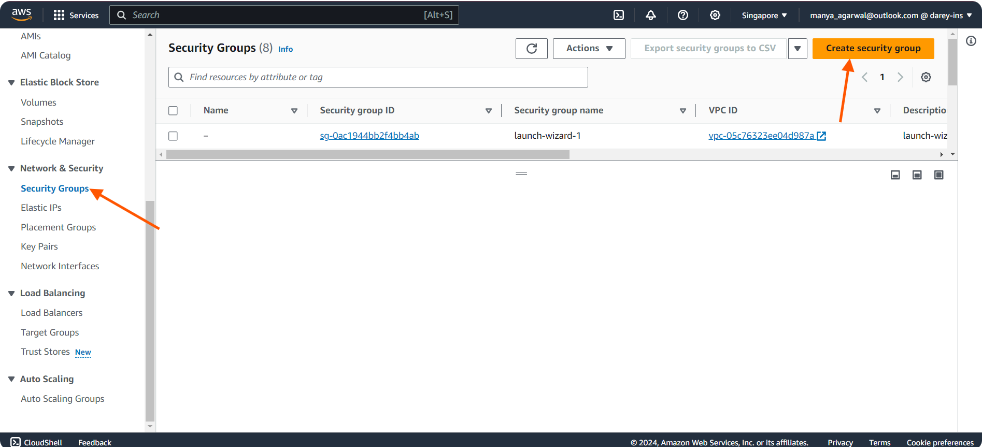 aws Services Search [Alt+S] Singapore manya_agarwal@outlook.com @ darey-ins
AMIs
AMI Catalog
Elastic Block Store
Volumes
Snapshots
Lifecycle Manager
Network & Security
Security Groups
Elastic IPs
Placement Groups
Key Pairs
Network Interfaces
Load Balancing
Load Balancers
Target Groups
Trust Stores New
Auto Scaling
Auto Scaling Groups
Security Groups (8) Info Actions Export security groups to CSV Create security group
Find resources by attribute or tag 1
Name Security group ID Security group name VPC ID Descriptio
– sg-0ac1944bb2f4bb4ab launch-wizard-1 vpc-05c76323ee04d987a launch-wiz
CloudShell Feedback © 2024, Amazon Web Services, Inc. or its affiliates. Privacy Terms Cookie preferences